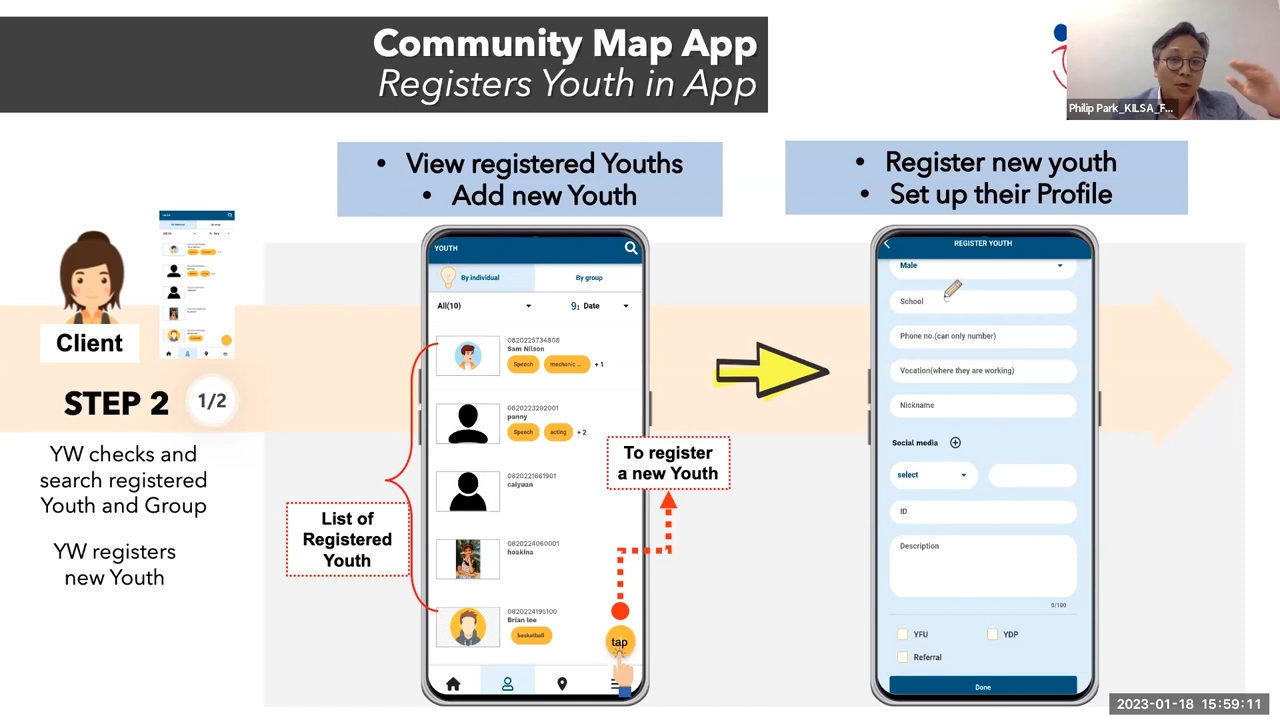 Community Map App
Registers Youth in App
Philip Park_KILSA_F...
• View registered Youths
• Add new Youth
• Register new youth
• Set up their Profile
Client
STEP 2 1/2
YW checks and
search registered
Youth and Group
YW registers
new Youth
YOUTH
By individual By group
All(10) Date
0820225734808
Sam Nilson
Speech mechanic ... + 1
0820223292001
panny
Speech acting + 2
0820221661901
caiyuan
0820224060001
hoakina
0820224195100
Brian lee
basketball
tap
List of
Registered
Youth
To register
a new Youth
REGISTER YOUTH
Male
School
Phone no.(can only number)
Vocation(where they are working)
Nickname
Social media
select
ID
Description
0/100
YFU YDP
Referral
Done
2023-01-18 15:59:11